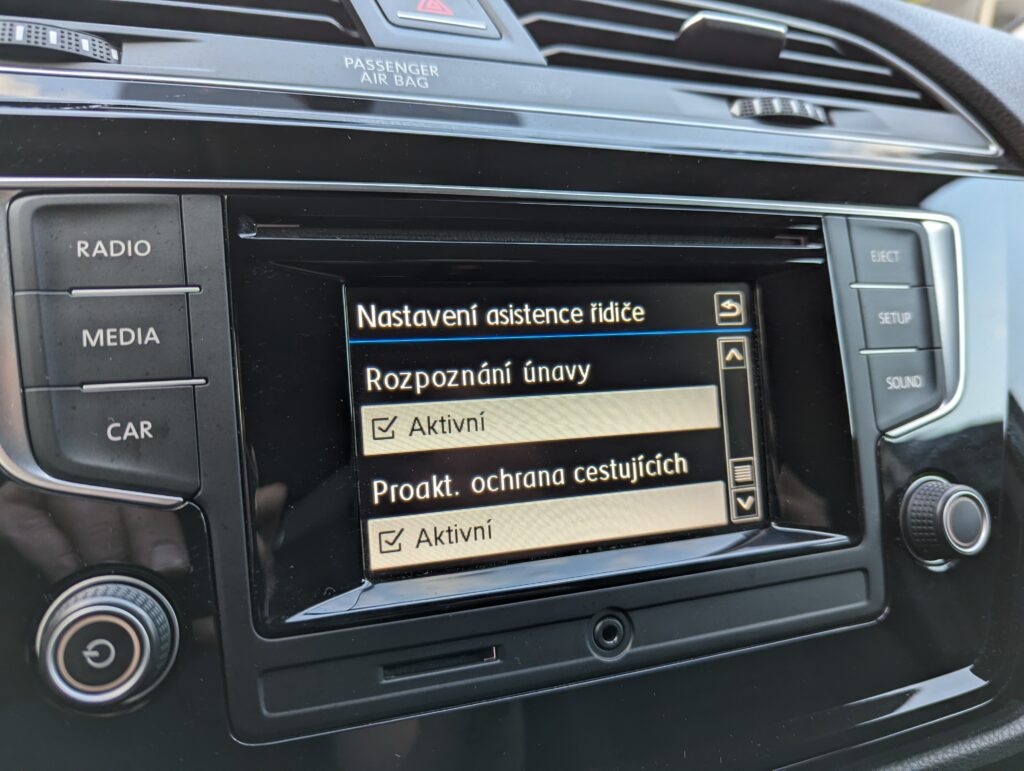 PASSENGER
AIR BAG
RADIO
MEDIA
CAR
Nastavení asistence řidiče
Rozpoznání únavy
Aktivní
Proakt. ochrana cestujících
Aktivní
EJECT
SETUP
SOUND